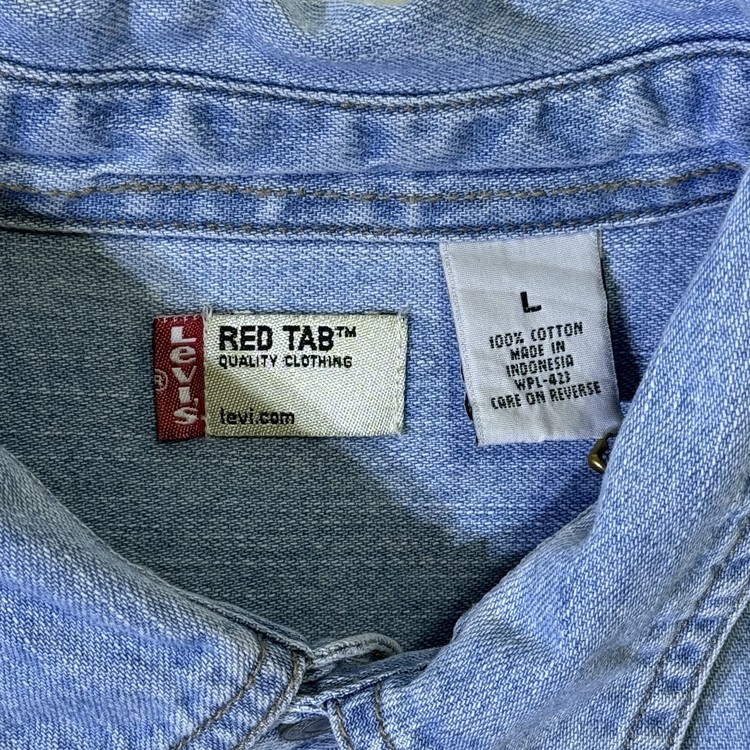 Levi's
®
RED TAB™
QUALITY CLOTHING
levi.com
L
100% COTTON
MADE IN
INDONESIA
WPL-423
CARE ON REVERSE